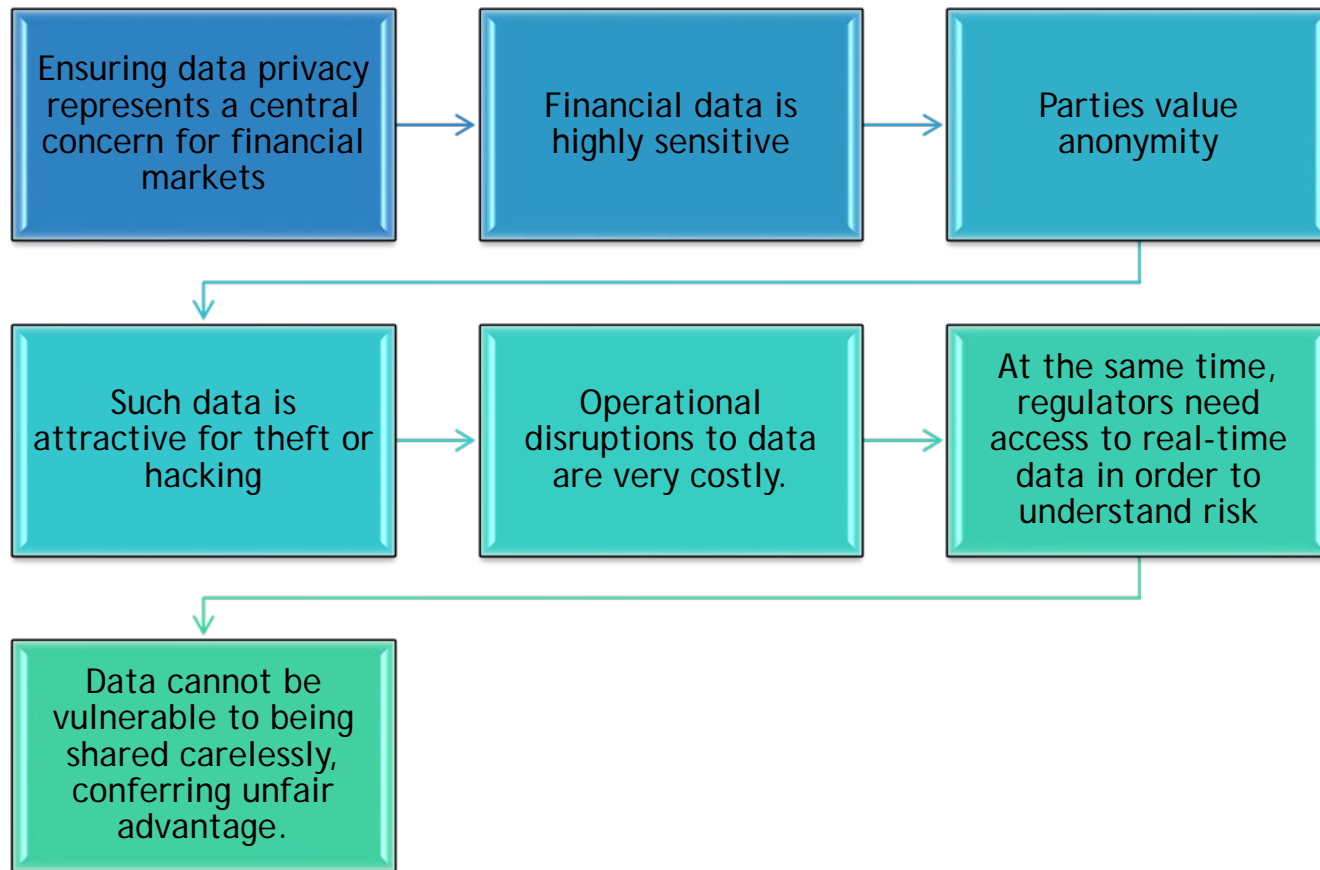 Ensuring data privacy
represents a central
concern for financial
markets
Financial data is
highly sensitive
Parties value
anonymity
Such data is
attractive for theft or
hacking
Operational
disruptions to data
are very costly.
At the same time,
regulators need
access to real-time
data in order to
understand risk
Data cannot be
vulnerable to being
shared carelessly,
conferring unfair
advantage.